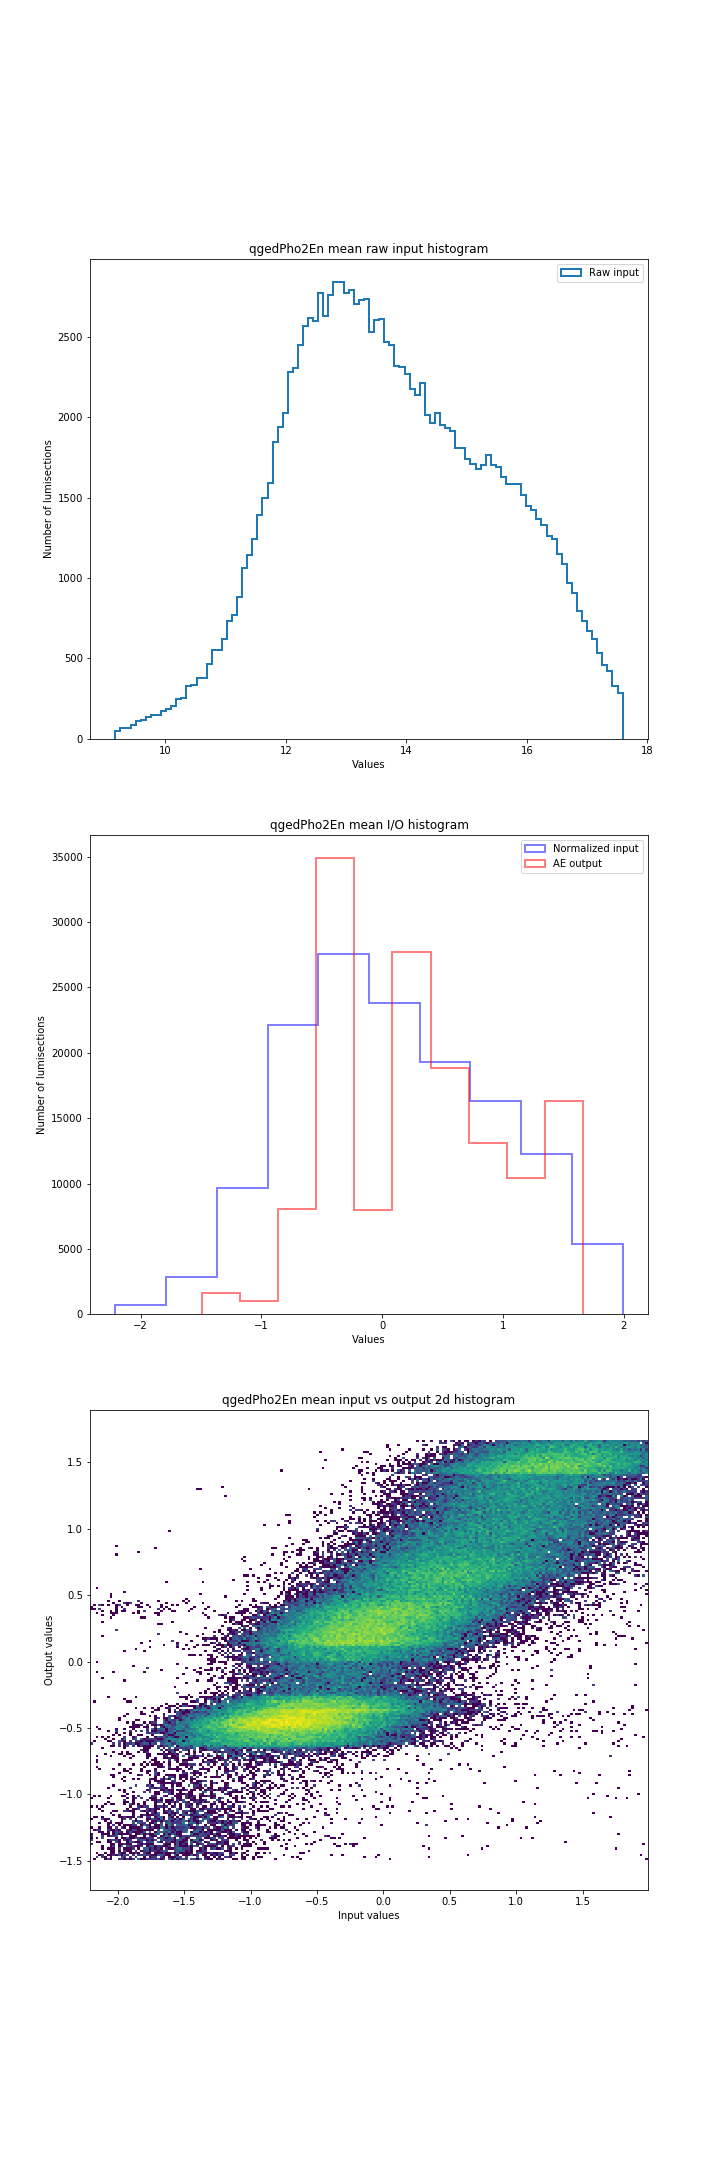 qgedPho2En mean raw input histogram
Raw input
2500
2000
1500
1000
500
0
10 12 14 16 18
Number of lumisections
Values
qgedPho2En mean I/O histogram
Normalized input
AE output
35000
30000
25000
20000
15000
10000
5000
0
−2 −1 0 1 2
Number of lumisections
Values
qgedPho2En mean input vs output 2d histogram
1.5
1.0
0.5
0.0
−0.5
−1.0
−1.5
−2.0 −1.5 −1.0 −0.5 0.0 0.5 1.0 1.5
Output values
Input values